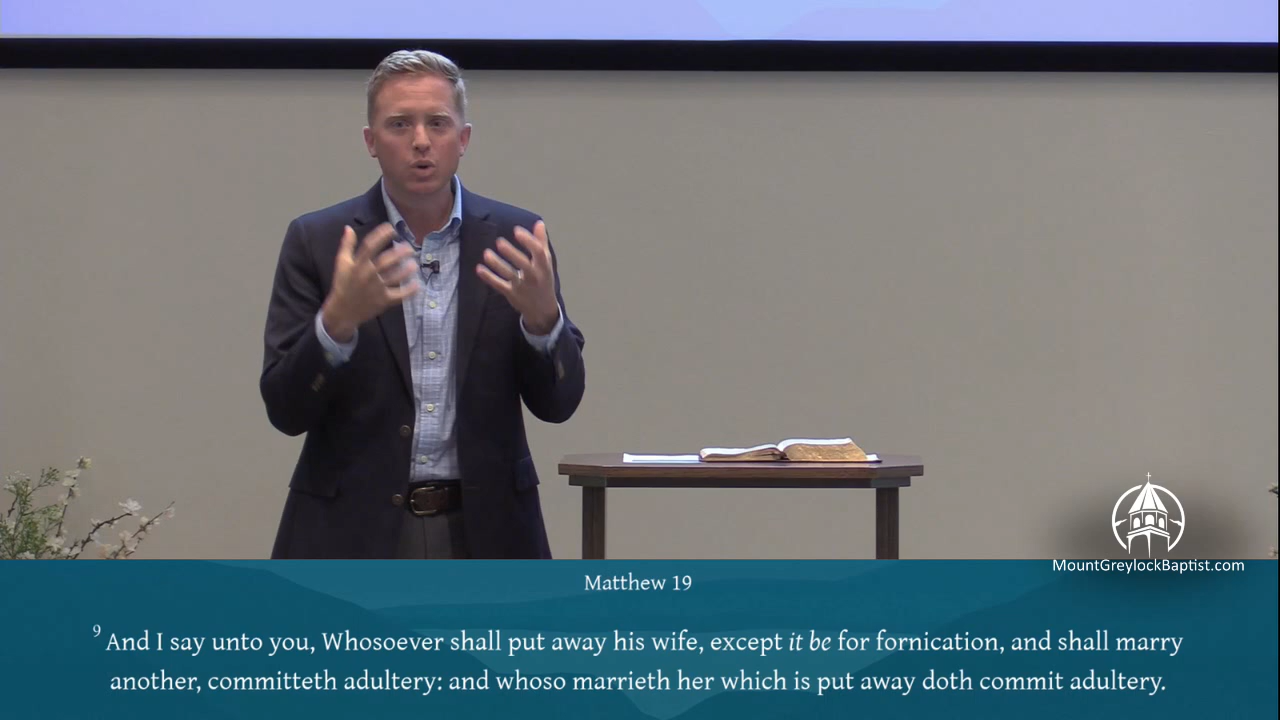 MountGreylockBaptist.com
Matthew 19
9 And I say unto you, Whosoever shall put away his wife, except it be for fornication, and shall marry
another, committeth adultery: and whoso marrieth her which is put away doth commit adultery.